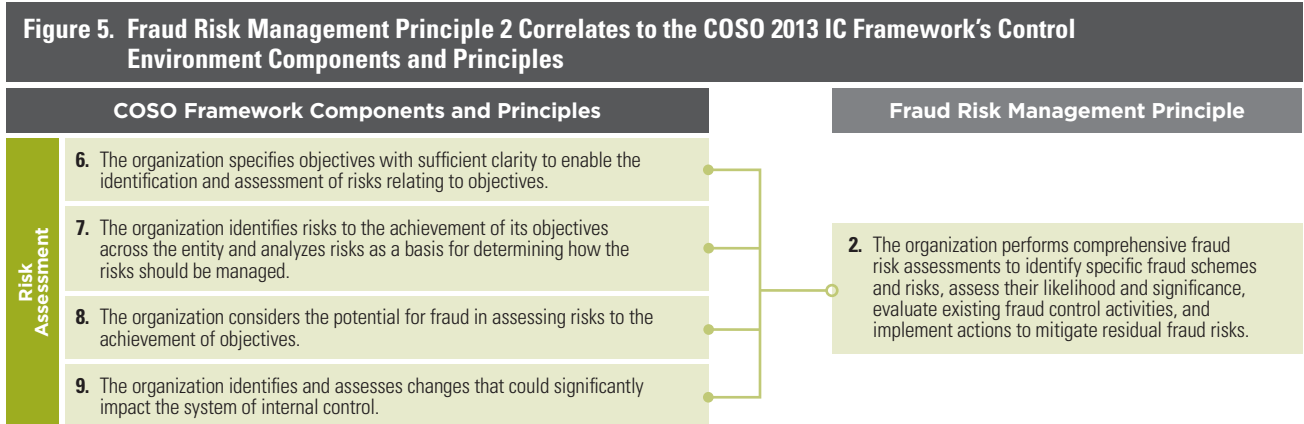 Figure 5. Fraud Risk Management Principle 2 Correlates to the COSO 2013 IC Framework's Control
Environment Components and Principles
COSO Framework Components and Principles
Fraud Risk Management Principle
Risk
Assessment
6. The organization specifies objectives with sufficient clarity to enable the
identification and assessment of risks relating to objectives.
7. The organization identifies risks to the achievement of its objectives
across the entity and analyzes risks as a basis for determining how the
risks should be managed.
8. The organization considers the potential for fraud in assessing risks to the
achievement of objectives.
9. The organization identifies and assesses changes that could significantly
impact the system of internal control.
2. The organization performs comprehensive fraud
risk assessments to identify specific fraud schemes
and risks, assess their likelihood and significance,
evaluate existing fraud control activities, and
implement actions to mitigate residual fraud risks.